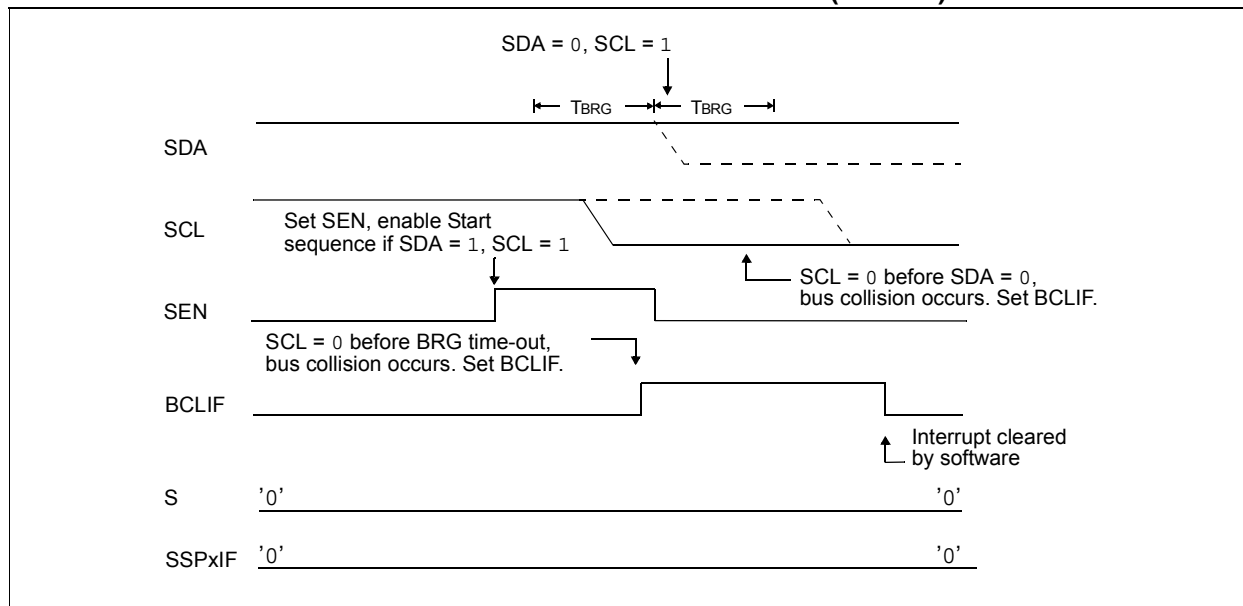 SDA = 0, SCL = 1
TBRG TBRG
SDA
SCL
Set SEN, enable Start
sequence if SDA = 1, SCL = 1
SCL = 0 before SDA = 0,
bus collision occurs. Set BCLIF.
SEN
SCL = 0 before BRG time-out,
bus collision occurs. Set BCLIF.
BCLIF
Interrupt cleared
by software
S '0' '0'
SSPxIF '0' '0'